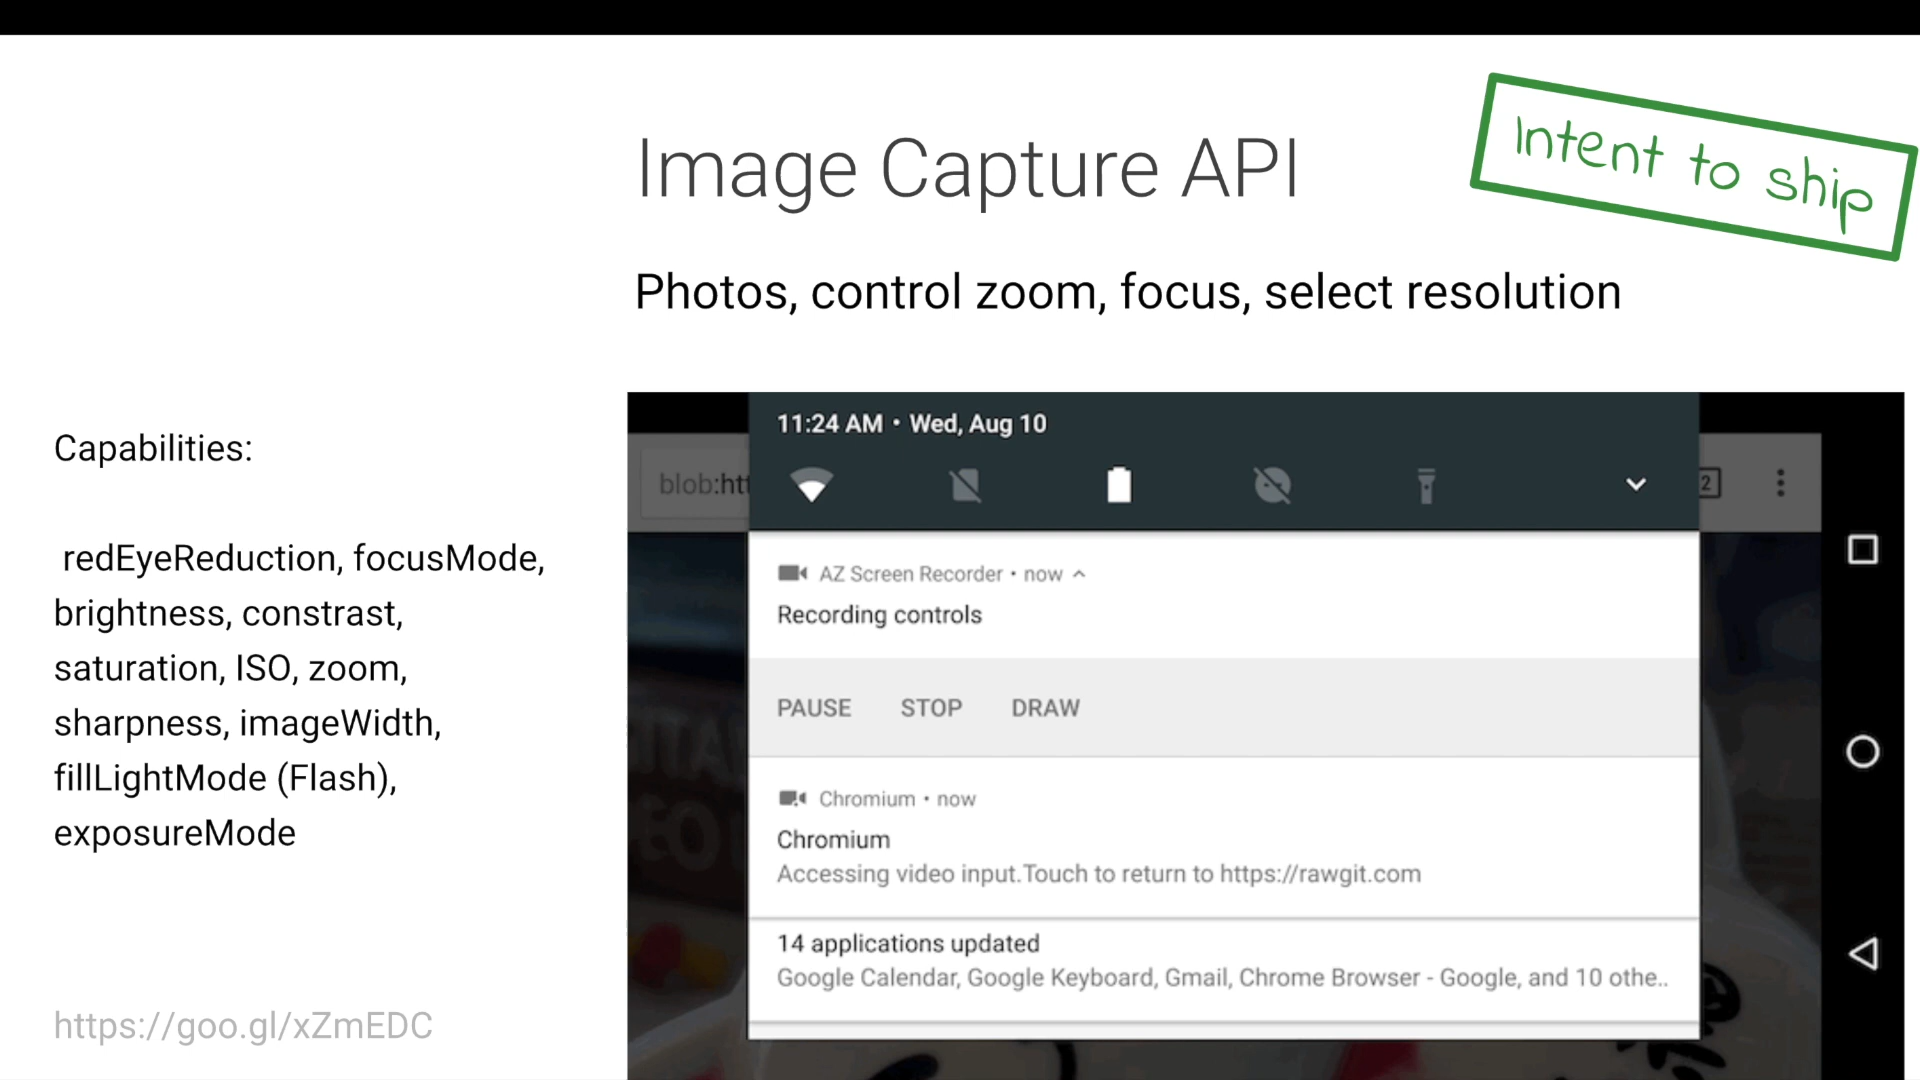 Image Capture API
Intent to ship
Photos, control zoom, focus, select resolution
Capabilities:
redEyeReduction, focusMode,
brightness, constrast,
saturation, ISO, zoom,
sharpness, imageWidth,
fillLightMode (Flash),
exposureMode
https://goo.gl/xZmEDC
11:24 AM • Wed, Aug 10
blob:htt
2
AZ Screen Recorder • now
Recording controls
PAUSE STOP DRAW
Chromium • now
Chromium
Accessing video input.Touch to return to https://rawgit.com
14 applications updated
Google Calendar, Google Keyboard, Gmail, Chrome Browser - Google, and 10 othe..